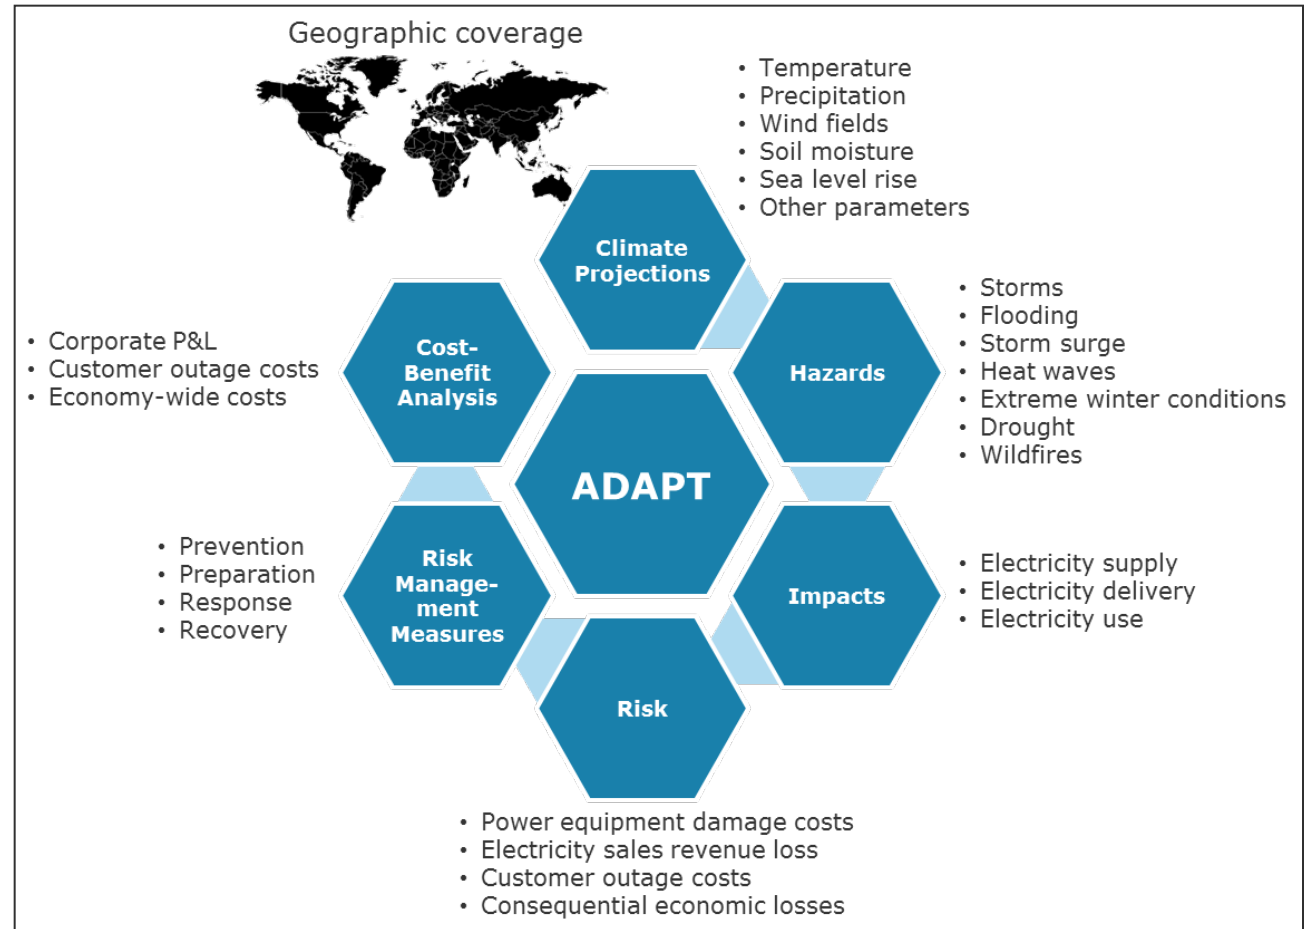 Geographic coverage
• Temperature
• Precipitation
• Wind fields
• Soil moisture
• Sea level rise
• Other parameters
Climate
Projections
• Storms
• Flooding
• Storm surge
• Heat waves
• Extreme winter conditions
• Drought
• Wildfires
Hazards
• Corporate P&L
• Customer outage costs
• Economy-wide costs
Cost-
Benefit
Analysis
ADAPT
• Prevention
• Preparation
• Response
• Recovery
Risk
Manage-
ment
Measures
Impacts
• Electricity supply
• Electricity delivery
• Electricity use
Risk
• Power equipment damage costs
• Electricity sales revenue loss
• Customer outage costs
• Consequential economic losses